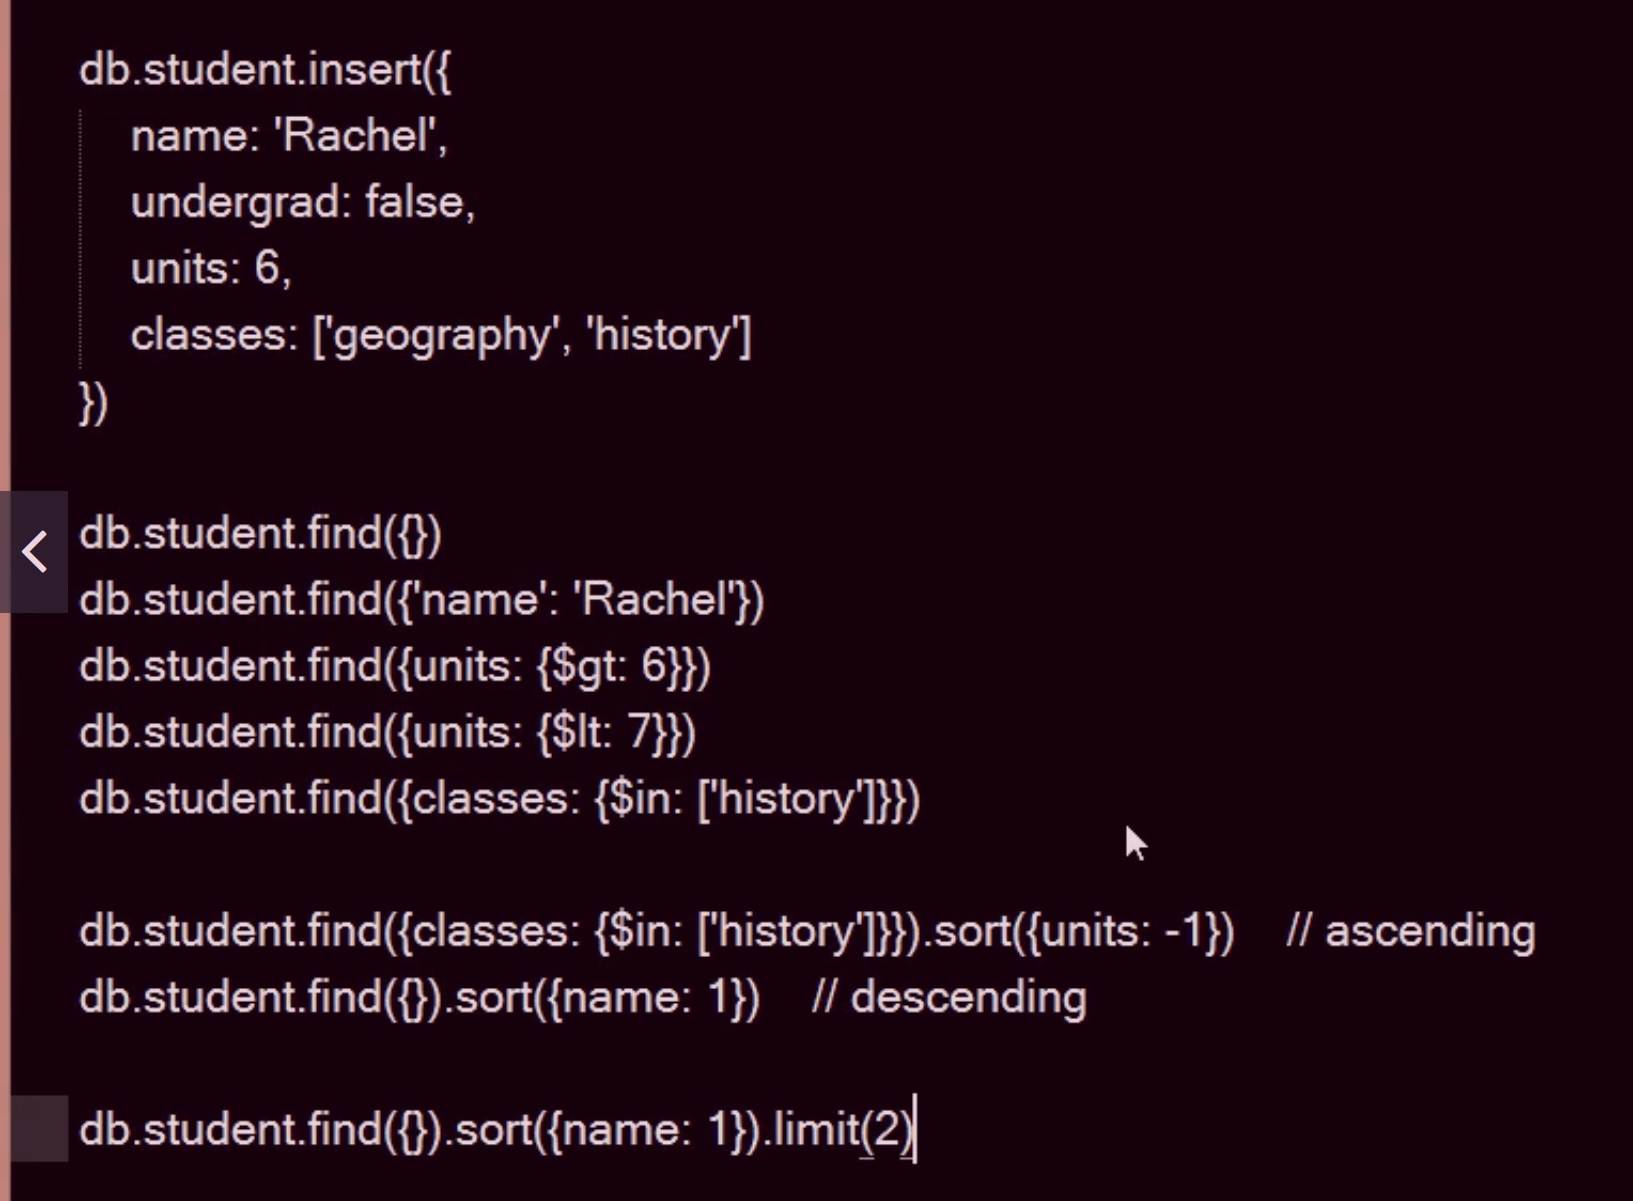 db.student.insert({
    name: 'Rachel',
    undergrad: false,
    units: 6,
    classes: ['geography', 'history']
})

db.student.find({})
db.student.find({'name': 'Rachel'})
db.student.find({units: {$gt: 6}})
db.student.find({units: {$lt: 7}})
db.student.find({classes: {$in: ['history']}})

db.student.find({classes: {$in: ['history']}}).sort({units: -1})    // ascending
db.student.find({}).sort({name: 1})    // descending

db.student.find({}).sort({name: 1}).limit(2)